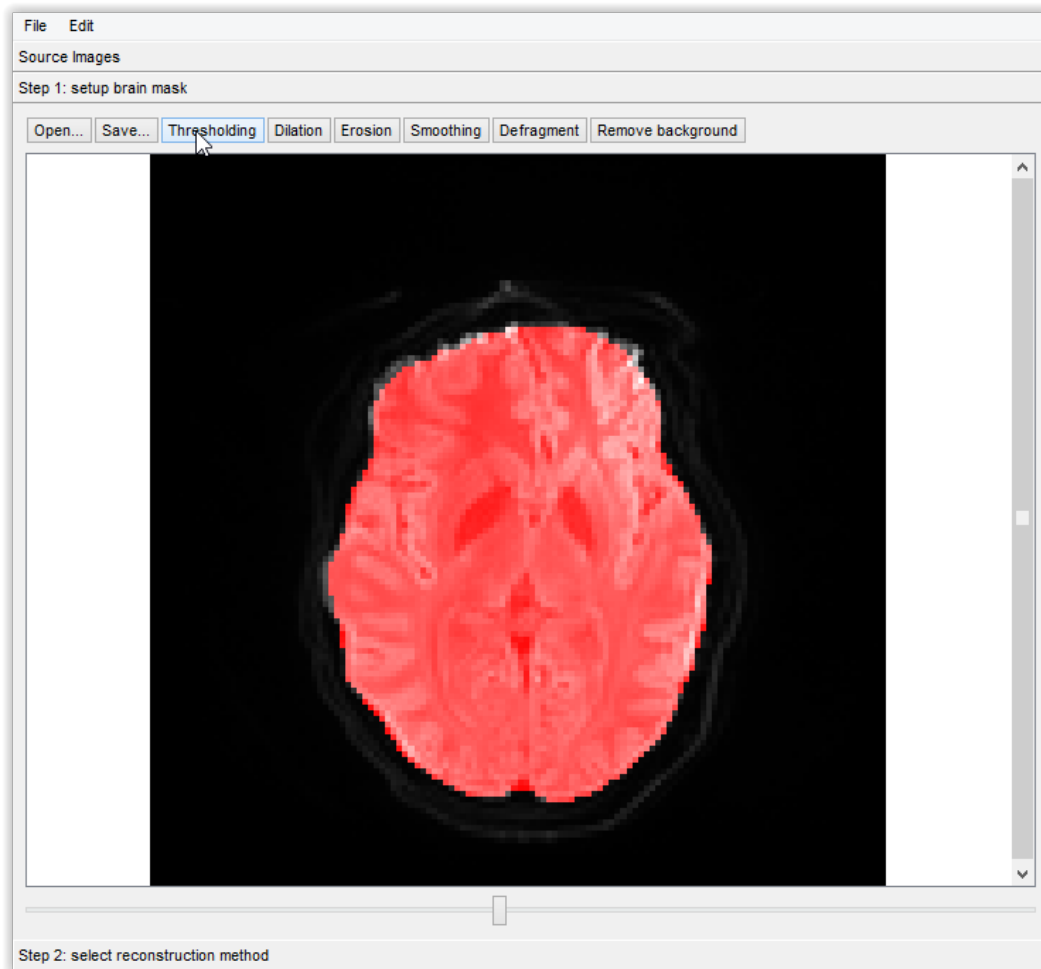 File Edit
Source Images
Step 1: setup brain mask
Open... Save... Thresholding Dilation Erosion Smoothing Defragment Remove background
Step 2: select reconstruction method